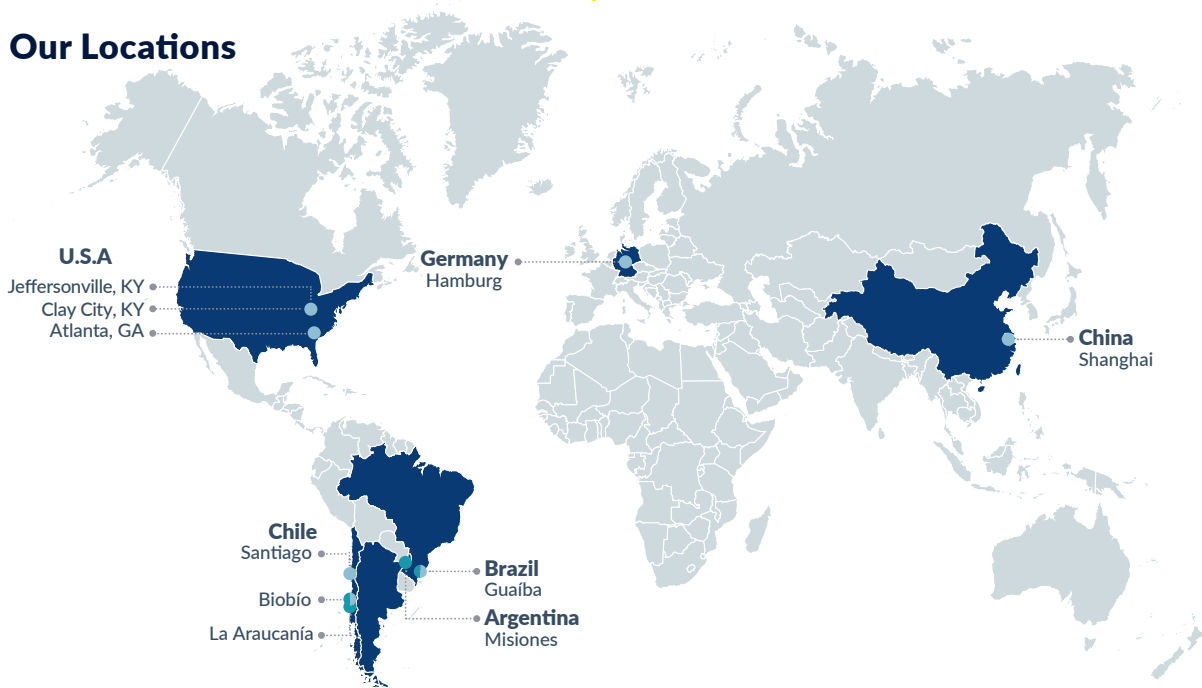 Our Locations
U.S.A
Jeffersonville, KY
Clay City, KY
Atlanta, GA
Germany
Hamburg
China
Shanghai
Chile
Santiago
Biobío
La Araucanía
Brazil
Guaíba
Argentina
Misiones